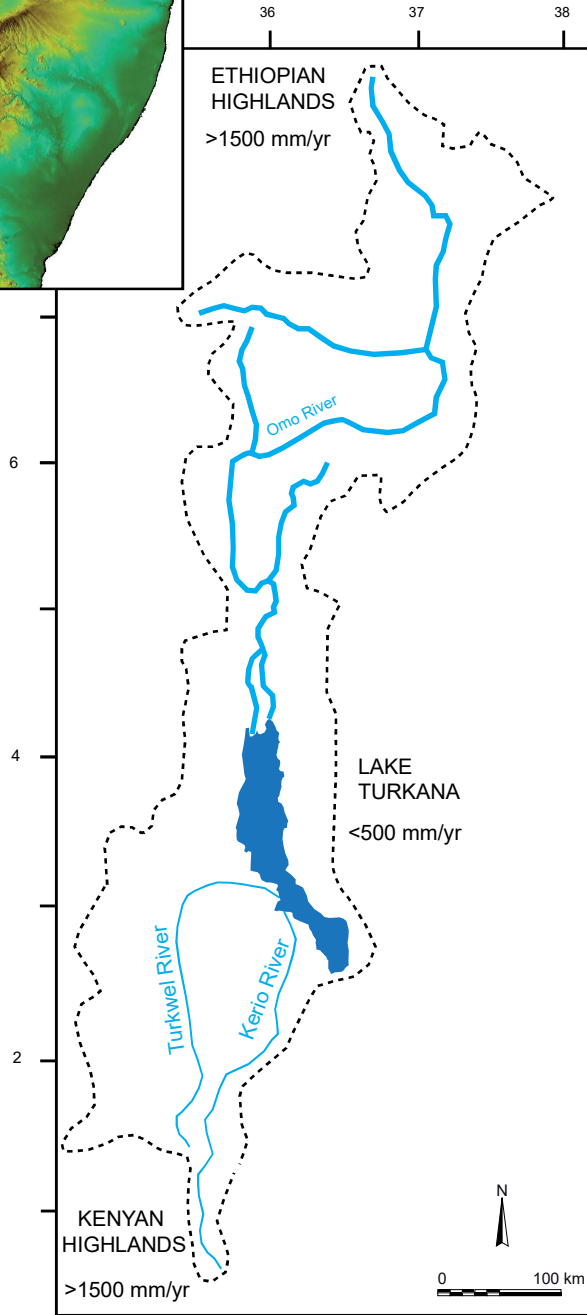 36
37
38
ETHIOPIAN
HIGHLANDS
>1500 mm/yr
Omo River
6
4
LAKE
TURKANA
<500 mm/yr
Turkwel River
Kerio River
2
KENYAN
HIGHLANDS
>1500 mm/yr
N
0
100 km